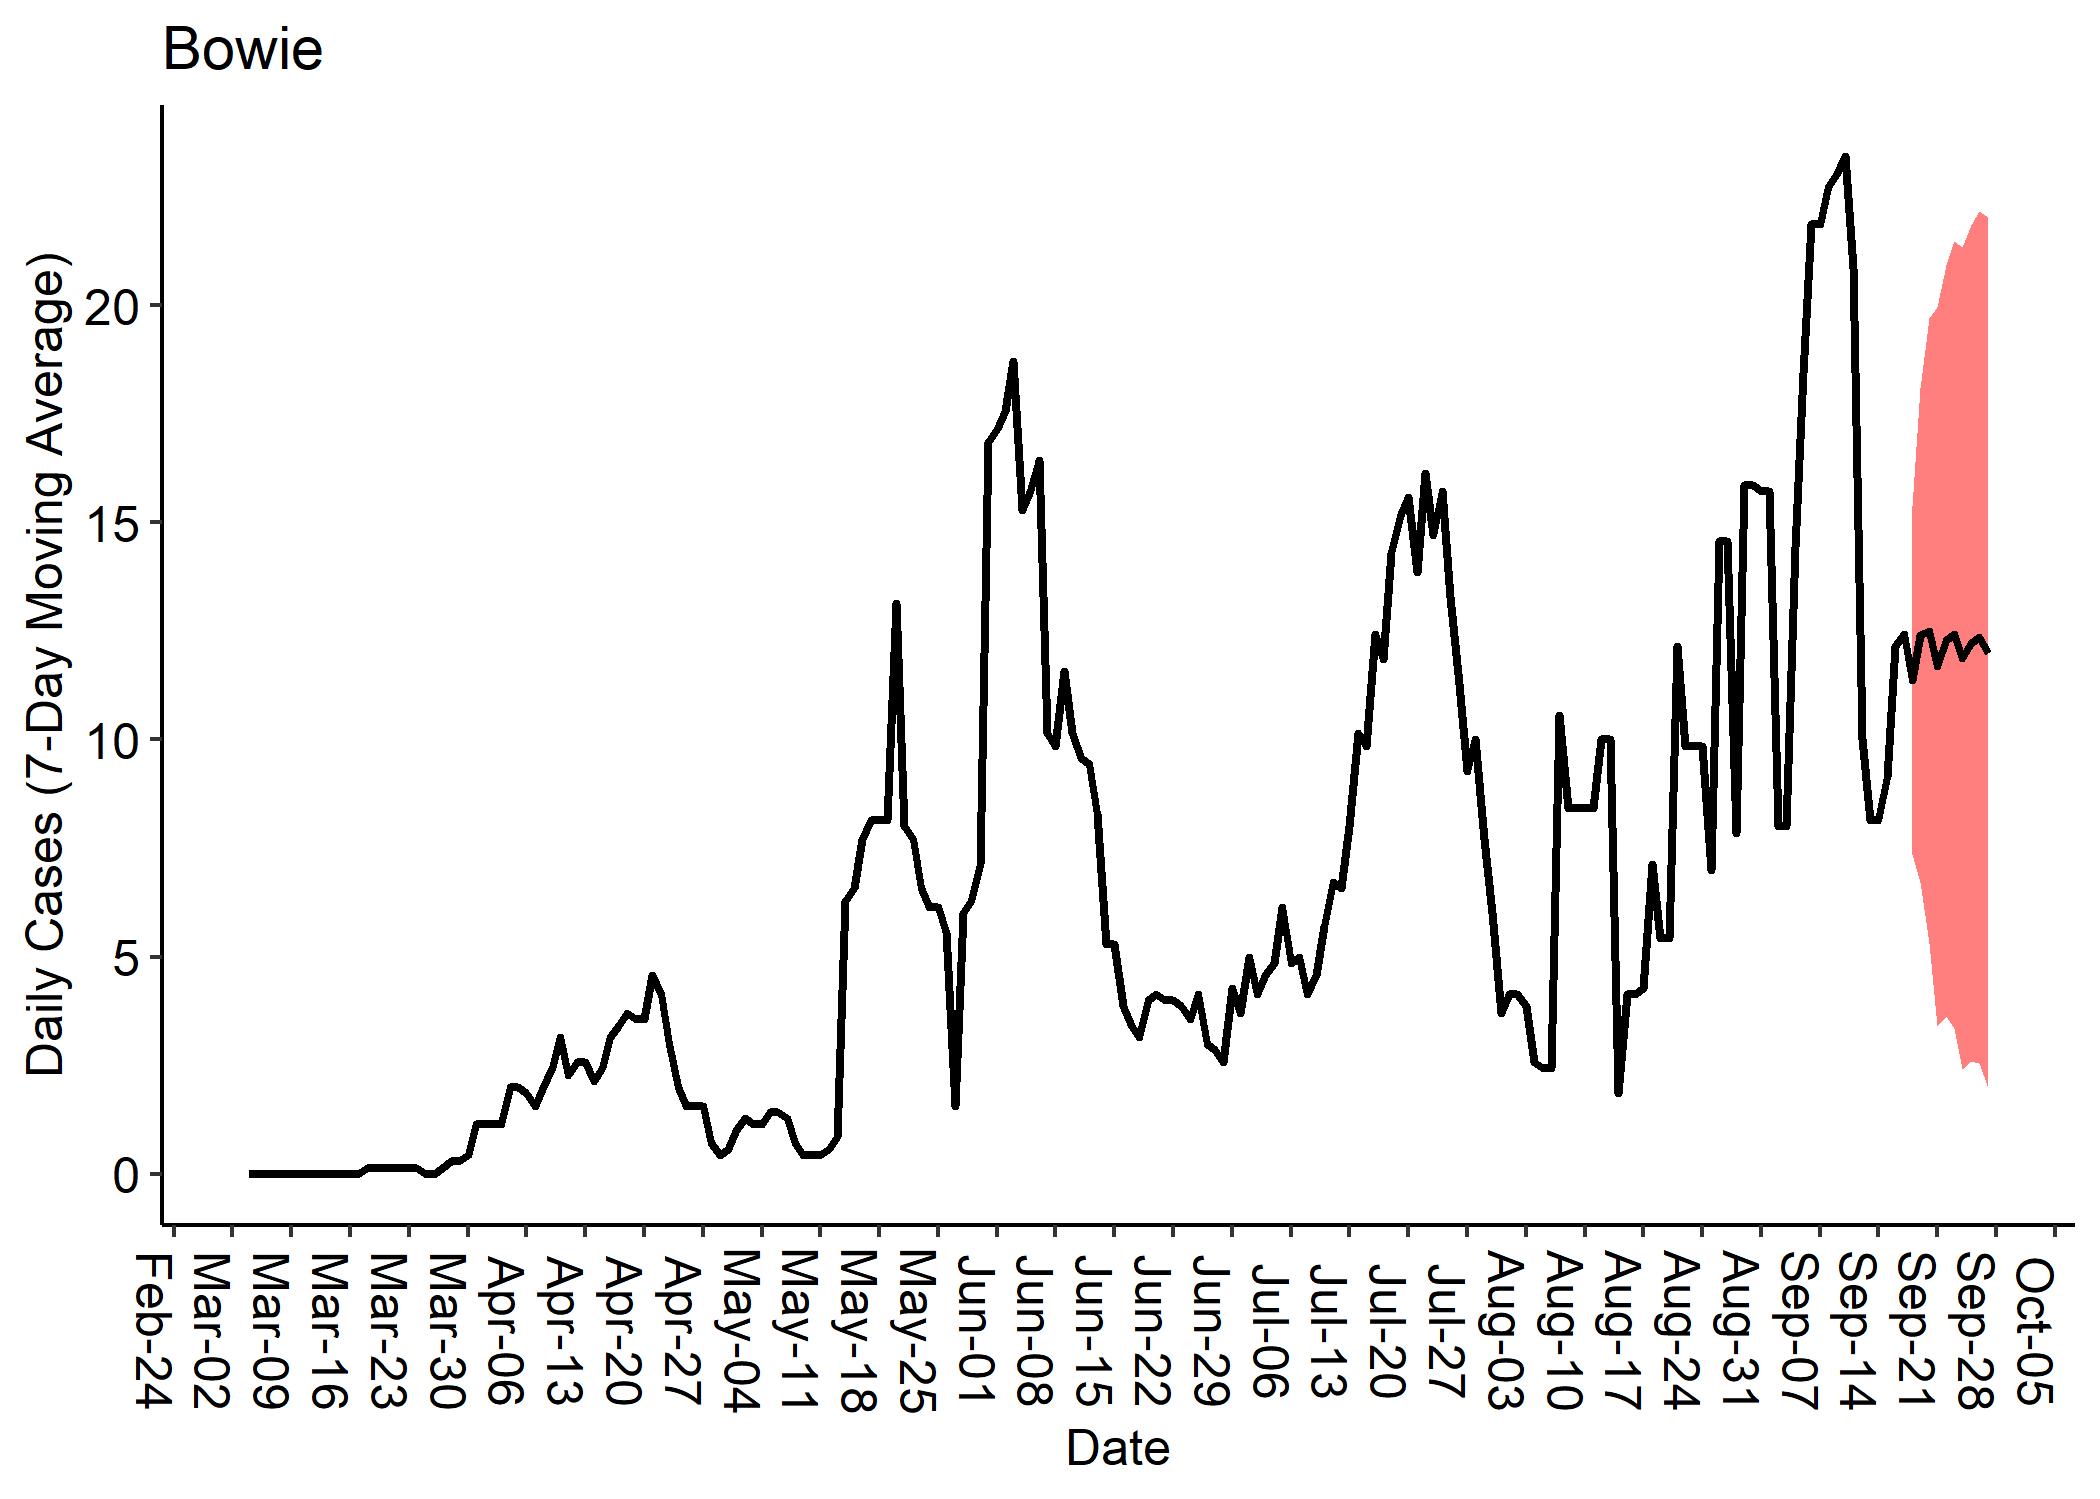 Bowie
Daily Cases (7-Day Moving Average)
20
15
10
5
0
Feb-24
Mar-02
Mar-09
Mar-16
Mar-23
Mar-30
Apr-06
Apr-13
Apr-20
Apr-27
May-04
May-11
May-18
May-25
Jun-01
Jun-08
Jun-15
Jun-22
Jun-29
Jul-06
Jul-13
Jul-20
Jul-27
Aug-03
Aug-10
Aug-17
Aug-24
Aug-31
Sep-07
Sep-14
Sep-21
Sep-28
Oct-05
Date